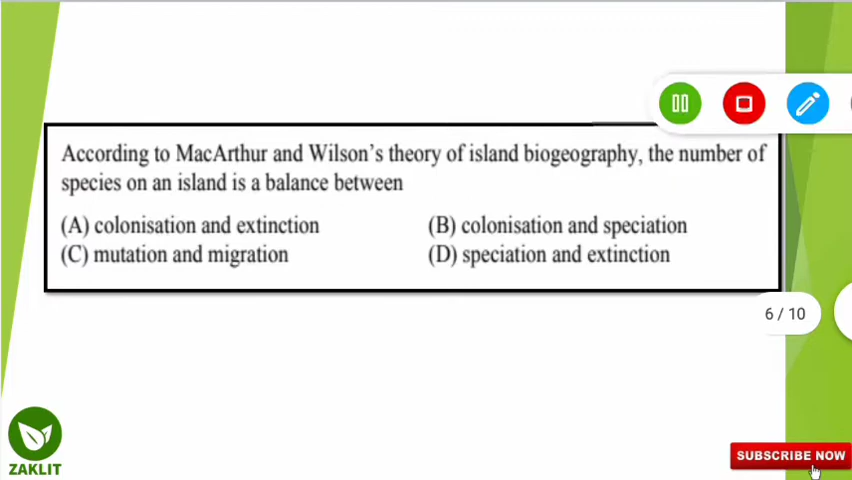 According to MacArthur and Wilson's theory of island biogeography, the number of
species on an island is a balance between
(A) colonisation and extinction (B) colonisation and speciation
(C) mutation and migration (D) speciation and extinction
6 / 10
ZAKLIT
SUBSCRIBE NOW